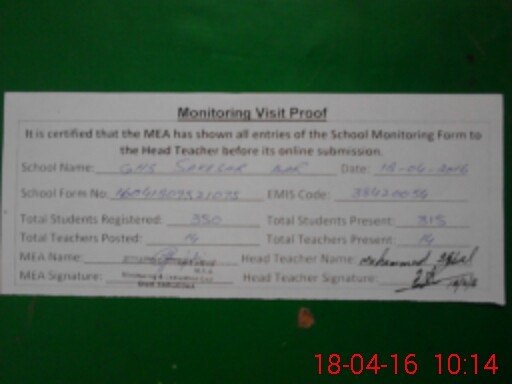 Monitoring Visit Proof
It is certified that the MEA has shown all entries of the School Monitoring Form to
the Head Teacher before its online submission.
School Name: GHS Date: 18-04-2016
School Form No: EMIS Code:
Total Students Registered: 350 Total Students Present: 315
Total Teachers Posted: 14 Total Teachers Present: 14
MEA Name: Head Teacher Name: Muhammad Iqbal
MEA Signature: Head Teacher Signature:
18-04-16 10:14